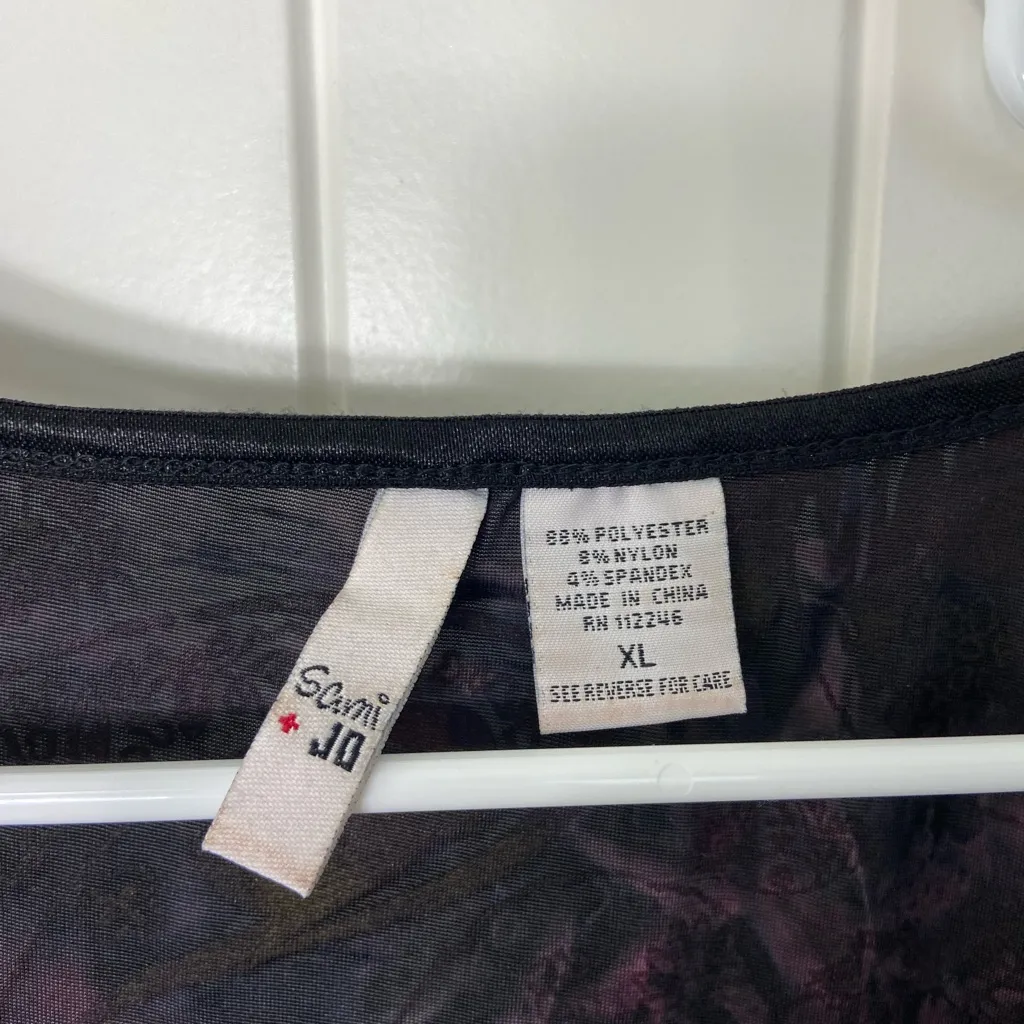 Sami
+ JO
88% POLYESTER
8% NYLON
4% SPANDEX
MADE IN CHINA
RN 112246
XL
SEE REVERSE FOR CARE